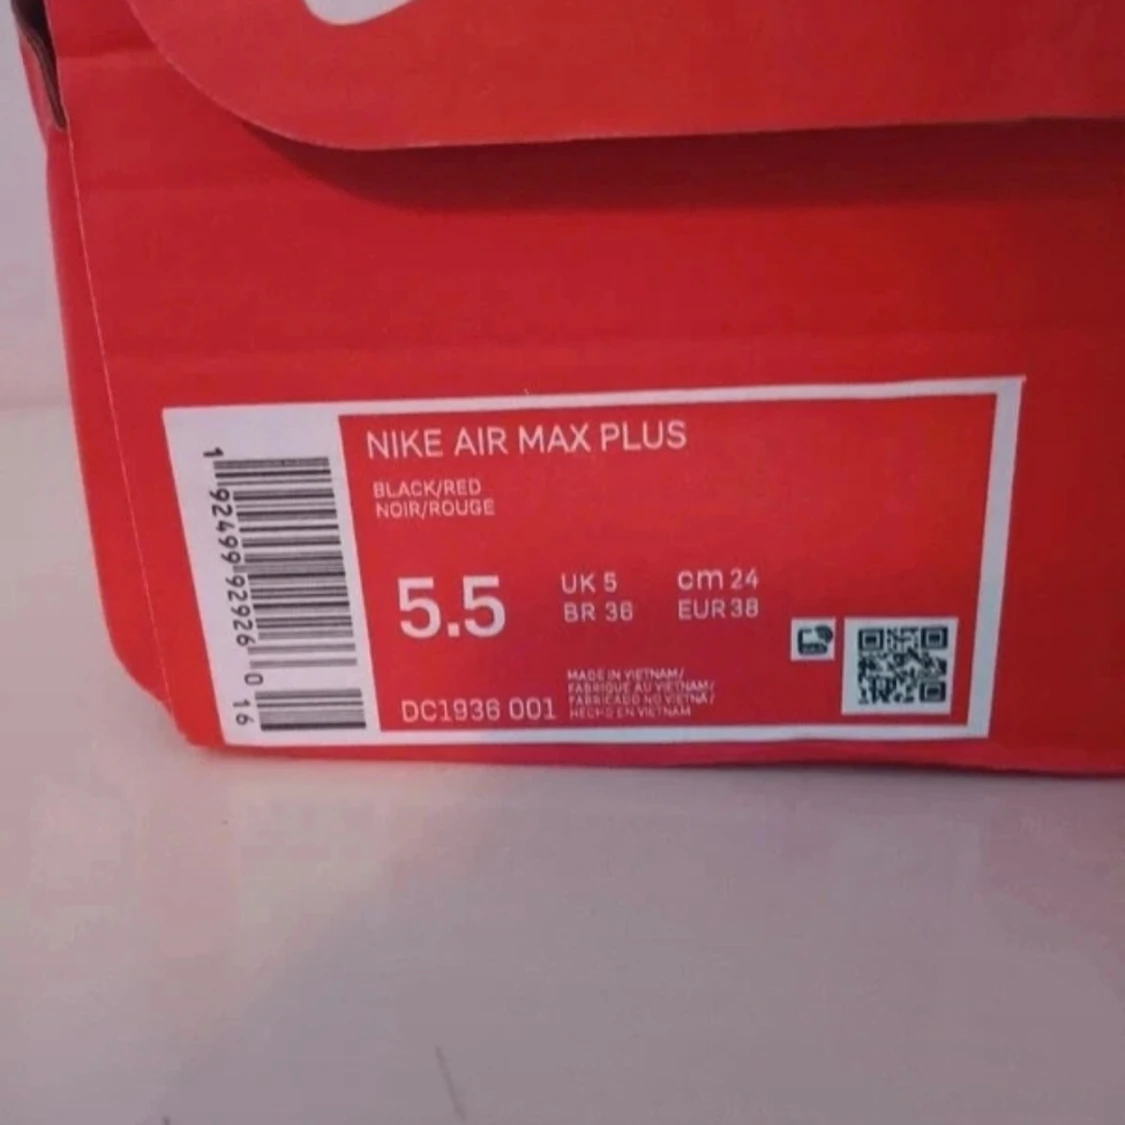 NIKE AIR MAX PLUS
BLACK/RED
NOIR/ROUGE
5.5
UK 5
cm 24
BR 36
EUR 38
MADE IN VIETNAM/
FABRIQUE AU VIETNAM/
FABRICADO NO VIETNÃ/
HECHO EN VIETNAM
DC1936 001
1 92499 92926 0 16